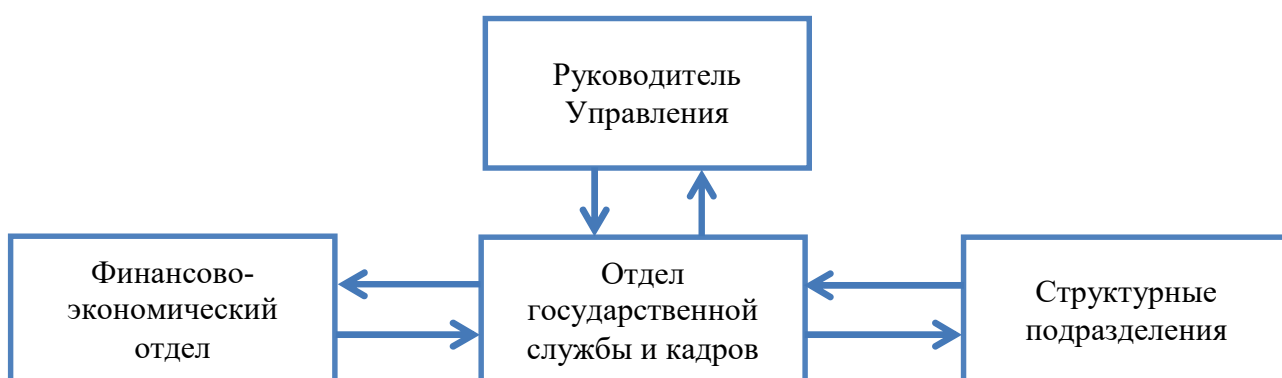 Руководитель
Управления
Финансово-
экономический
отдел
Отдел
государственной
службы и кадров
Структурные
подразделения